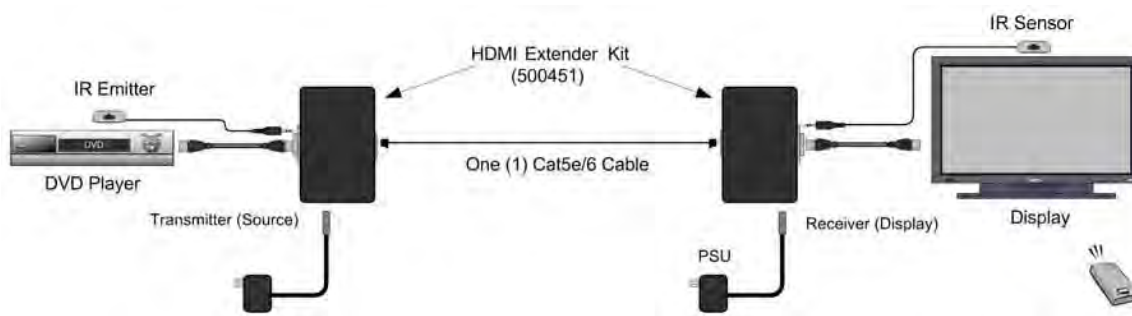 IR Sensor
HDMI Extender Kit
(500451)
IR Emitter
DVD
One (1) Cat5e/6 Cable
DVD Player
Transmitter (Source)
Receiver (Display)
Display
PSU